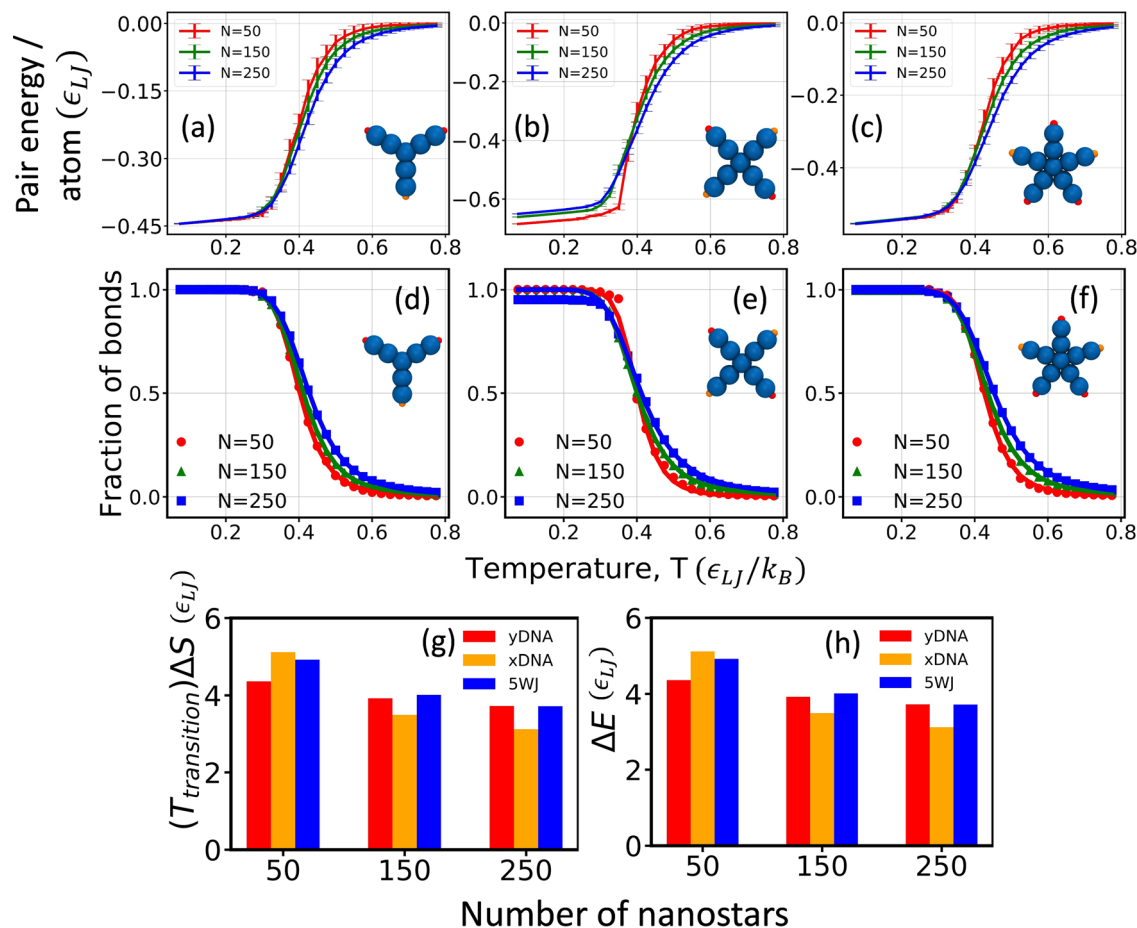 Pair energy /
atom (ϵ_LJ)
0.00
−0.15
−0.30
−0.45
N=50
N=150
N=250
(a)
0.2 0.4 0.6 0.8
0.0
−0.2
−0.4
−0.6
N=50
N=150
N=250
(b)
0.2 0.4 0.6 0.8
0.0
−0.2
−0.4
N=50
N=150
N=250
(c)
0.2 0.4 0.6 0.8
Fraction of bonds
1.0
0.5
0.0
(d)
N=50
N=150
N=250
0.2 0.4 0.6 0.8
1.0
0.5
0.0
(e)
N=50
N=150
N=250
0.2 0.4 0.6 0.8
1.0
0.5
0.0
(f)
N=50
N=150
N=250
0.2 0.4 0.6 0.8
Temperature, T (ϵ_LJ/k_B)
(T_transition)ΔS (ϵ_LJ)
6
4
2
0
(g)
yDNA
xDNA
5WJ
50 150 250
ΔE (ϵ_LJ)
6
4
2
0
(h)
yDNA
xDNA
5WJ
50 150 250
Number of nanostars